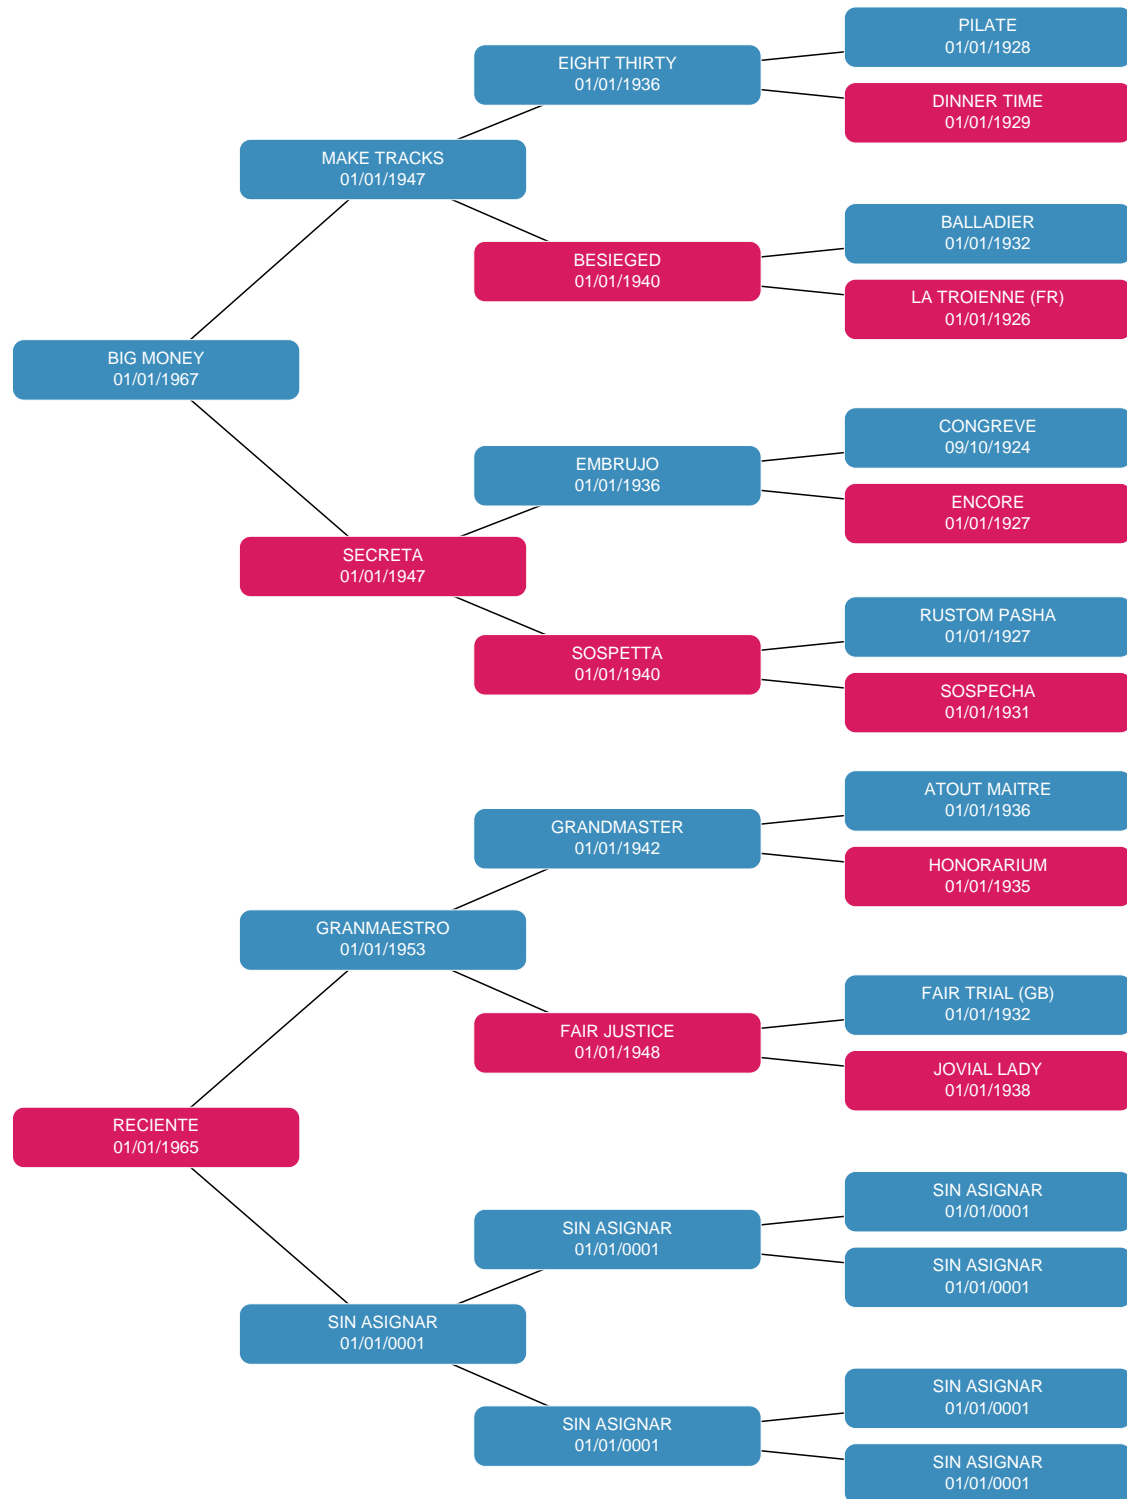 PILATE
01/01/1928
EIGHT THIRTY
01/01/1936
DINNER TIME
01/01/1929
MAKE TRACKS
01/01/1947
BALLADIER
01/01/1932
BESIEGED
01/01/1940
LA TROIENNE (FR)
01/01/1926
BIG MONEY
01/01/1967
CONGREVE
09/10/1924
EMBRUJO
01/01/1936
ENCORE
01/01/1927
SECRETA
01/01/1947
RUSTOM PASHA
01/01/1927
SOSPETTA
01/01/1940
SOSPECHA
01/01/1931
ATOUT MAITRE
01/01/1936
GRANDMASTER
01/01/1942
HONORARIUM
01/01/1935
GRANMAESTRO
01/01/1953
FAIR TRIAL (GB)
01/01/1932
FAIR JUSTICE
01/01/1948
JOVIAL LADY
01/01/1938
RECIENTE
01/01/1965
SIN ASIGNAR
01/01/0001
SIN ASIGNAR
01/01/0001
SIN ASIGNAR
01/01/0001
SIN ASIGNAR
01/01/0001
SIN ASIGNAR
01/01/0001
SIN ASIGNAR
01/01/0001
SIN ASIGNAR
01/01/0001